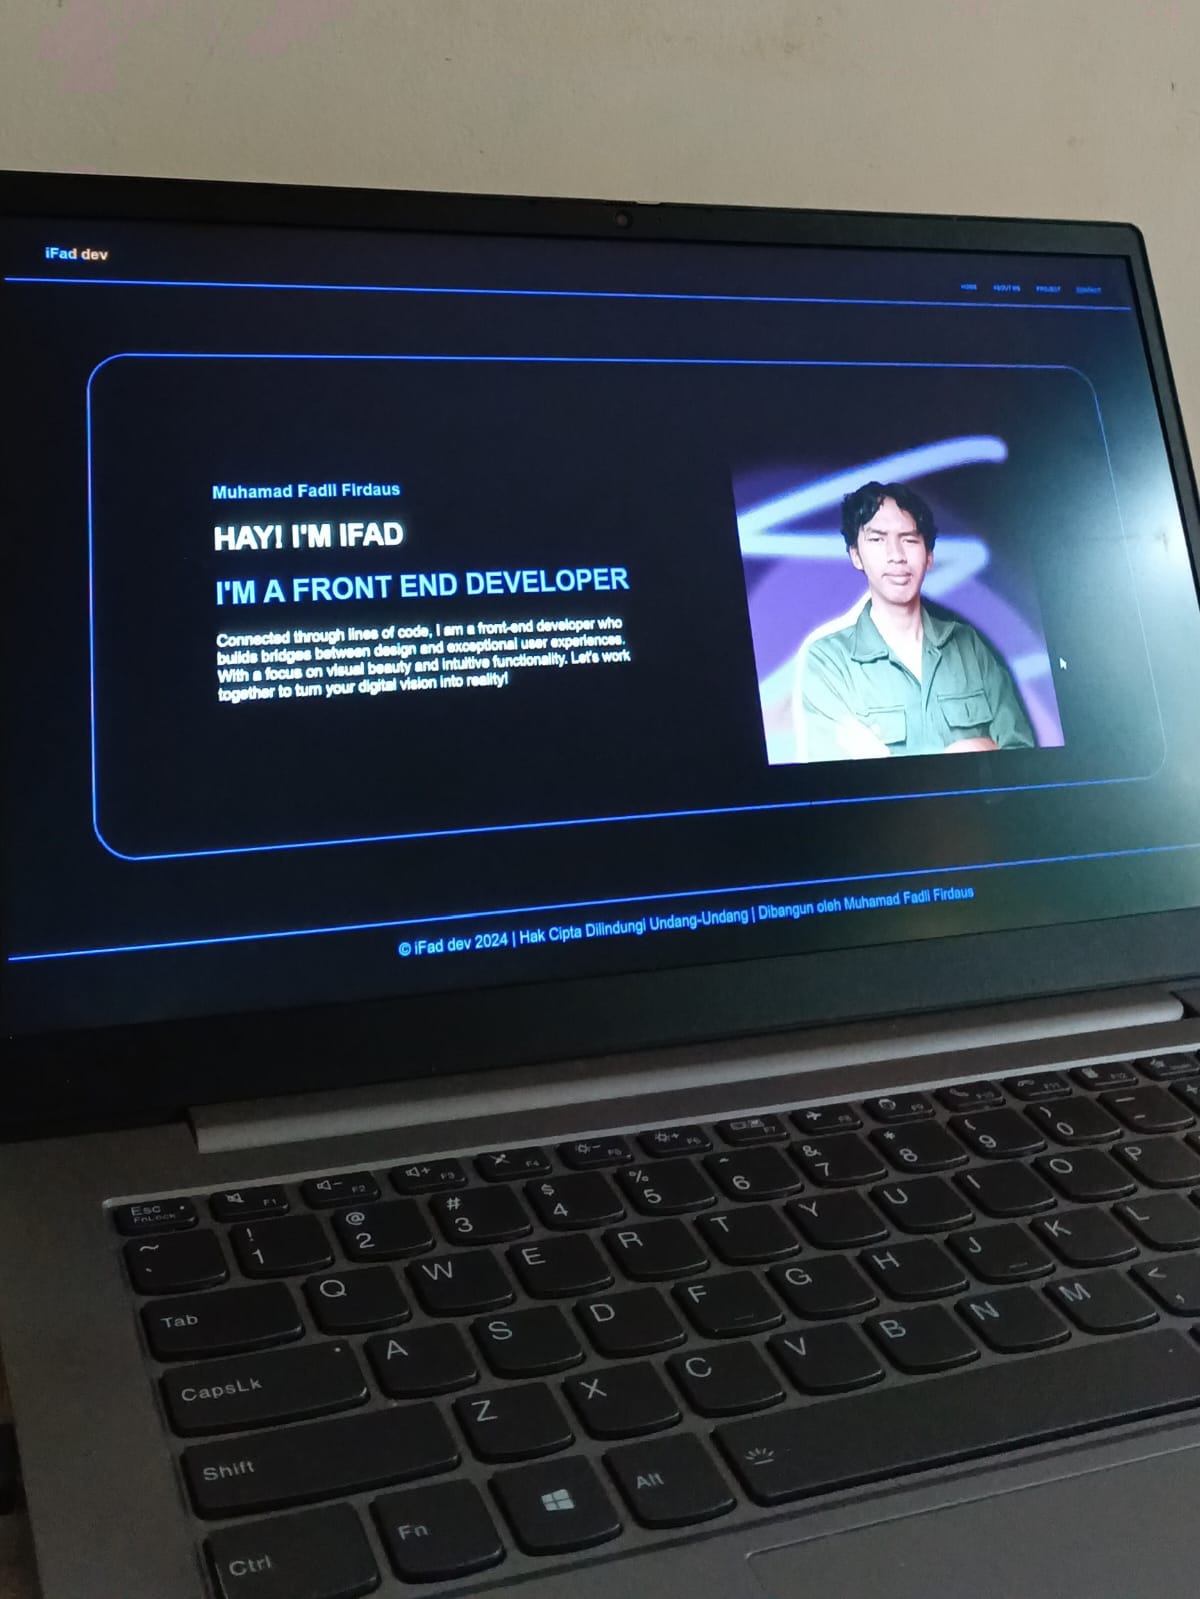 iFad dev
HOME ABOUT ME PROJECT CONTACT
Muhamad Fadli Firdaus
HAY! I'M IFAD
I'M A FRONT END DEVELOPER
Connected through lines of code, I am a front-end developer who
builds bridges between design and exceptional user experiences.
With a focus on visual beauty and intuitive functionality. Let's work
together to turn your digital vision into reality!
© iFad dev 2024 | Hak Cipta Dilindungi Undang-Undang | Dibangun oleh Muhamad Fadli Firdaus
Esc F1 F2 F3 F4 F5 F6 F7 F8 F9 F10 F11 F12
FnLock
~ ! @ # $ % ^ & * ( ) _
` 1 2 3 4 5 6 7 8 9 0 -
Tab Q W E R T Y U I O P
CapsLk A S D F G H J K L
Shift Z X C V B N M < ,
Ctrl Fn Alt